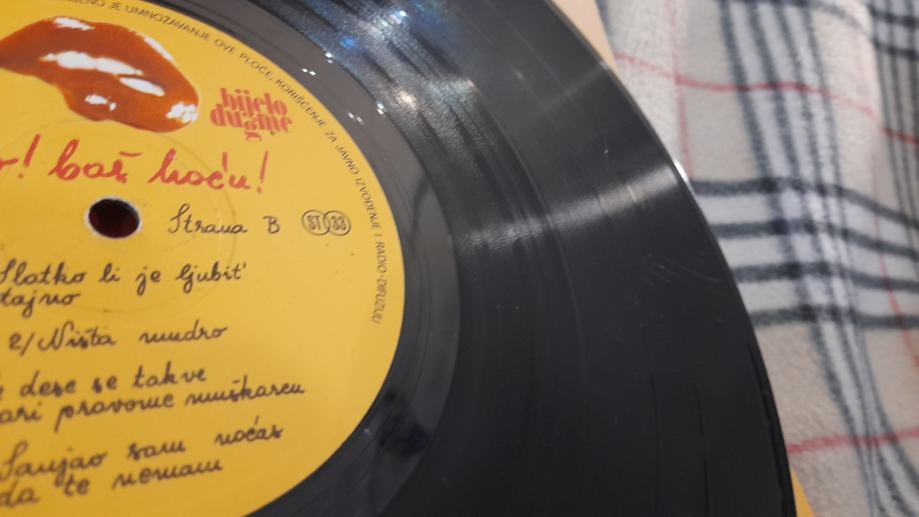 JE UMNOŽAVANJE OVE PLOČE, KORIŠĆENJE ZA JAVNO IZVOĐENJE I RADIO-DIFUZIJU
bijelo
dugme
! baš hoću!
Strana B ST 33
Slatko li je ljubit'
tajno
2/ Ništa mudro
dese se takve
pravome muškarcu
Sanjao sam noćas
da te nemam